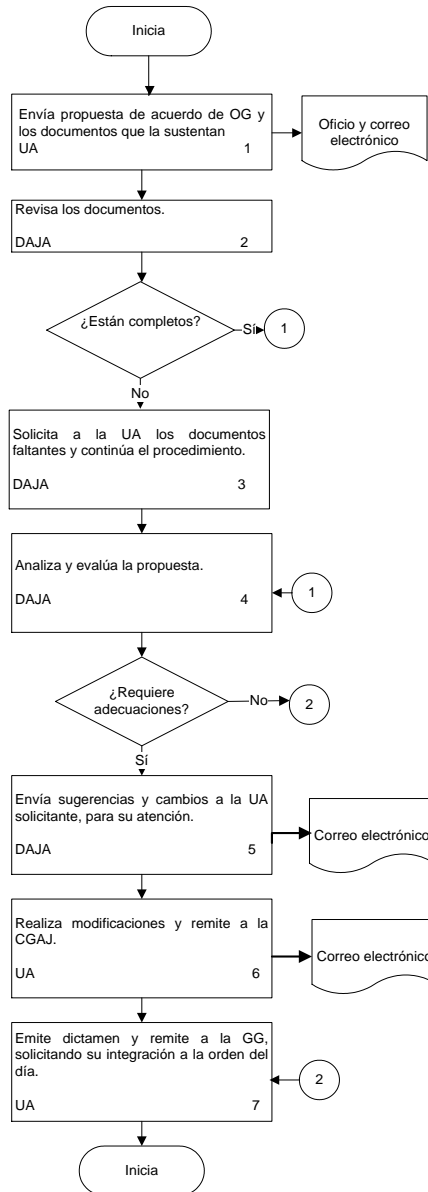 Inicia
Envía propuesta de acuerdo de OG y
los documentos que la sustentan
UA 1
Oficio y correo
electrónico
Revisa los documentos.
DAJA 2
¿Están completos?
Sí
1
No
Solicita a la UA los documentos
faltantes y continúa el procedimiento.
DAJA 3
Analiza y evalúa la propuesta.
DAJA 4
1
¿Requiere
adecuaciones?
No
2
Sí
Envía sugerencias y cambios a la UA
solicitante, para su atención.
DAJA 5
Correo electrónico
Realiza modificaciones y remite a la
CGAJ.
UA 6
Correo electrónico
Emite dictamen y remite a la GG,
solicitando su integración a la orden del
día.
UA 7
2
Inicia